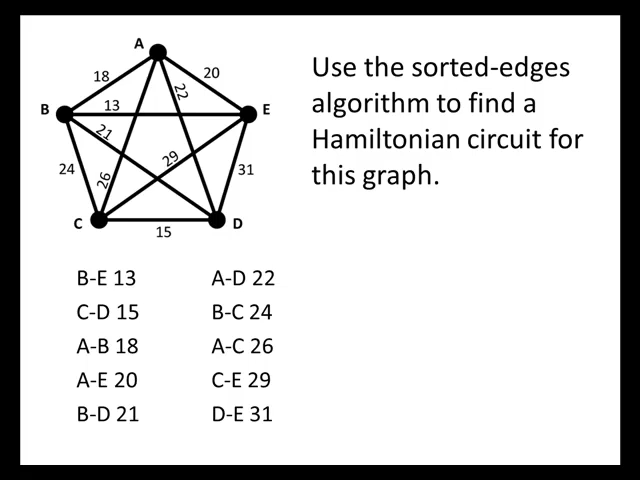 A
18
20
22
B
13
E
21
29
24
26
31
C
D
15
Use the sorted-edges
algorithm to find a
Hamiltonian circuit for
this graph.
B-E 13
A-D 22
C-D 15
B-C 24
A-B 18
A-C 26
A-E 20
C-E 29
B-D 21
D-E 31